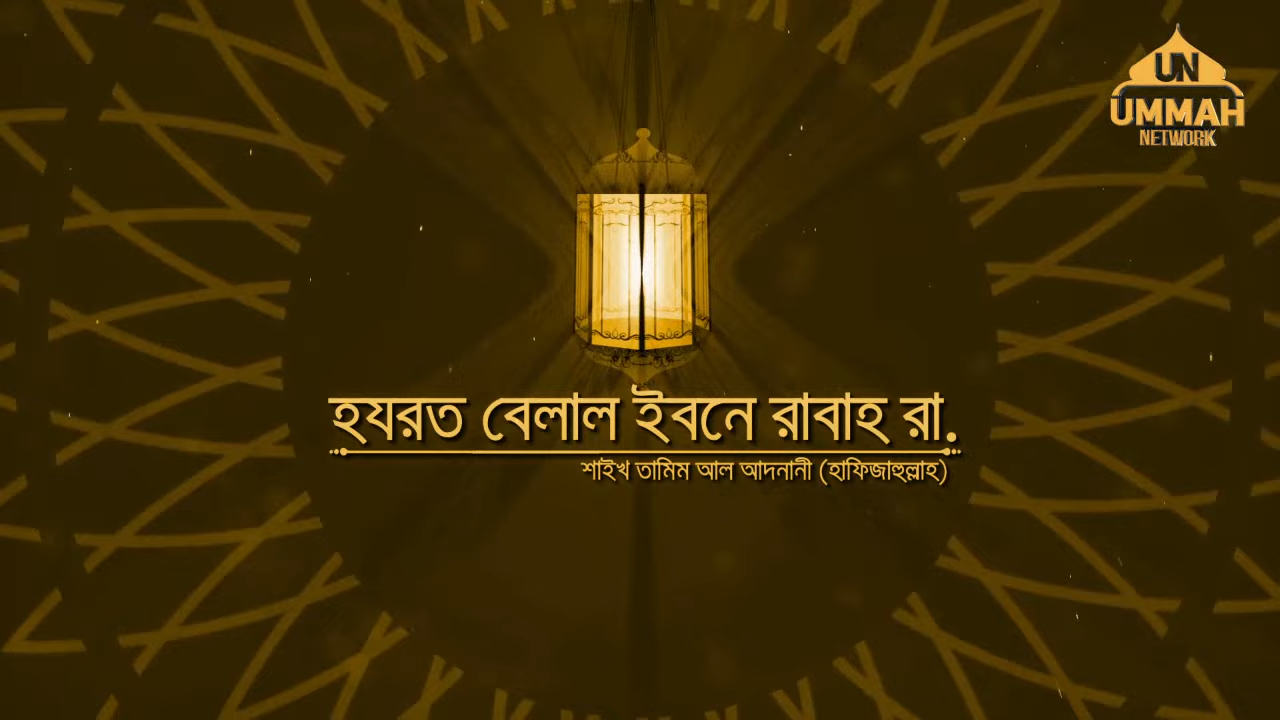 UN
UMMAH
NETWORK
হযরত বেলাল ইবনে রাবাহ রা.
শাইখ তামিম আল আদনানী (হাফিজাহুল্লাহ)